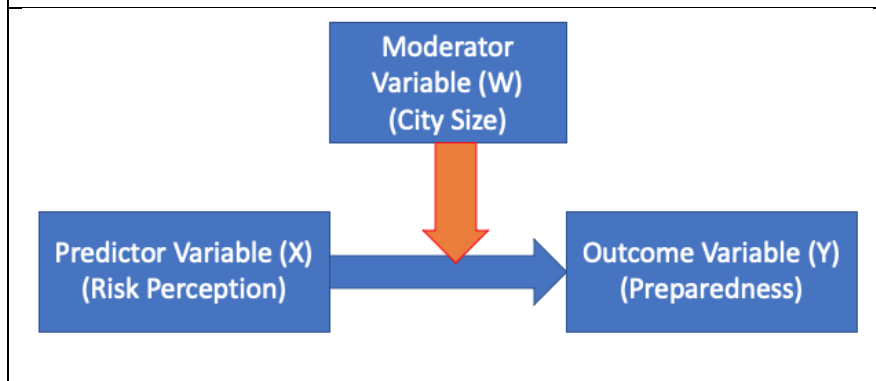 Moderator
Variable (W)
(City Size)
Predictor Variable (X)
(Risk Perception)
Outcome Variable (Y)
(Preparedness)